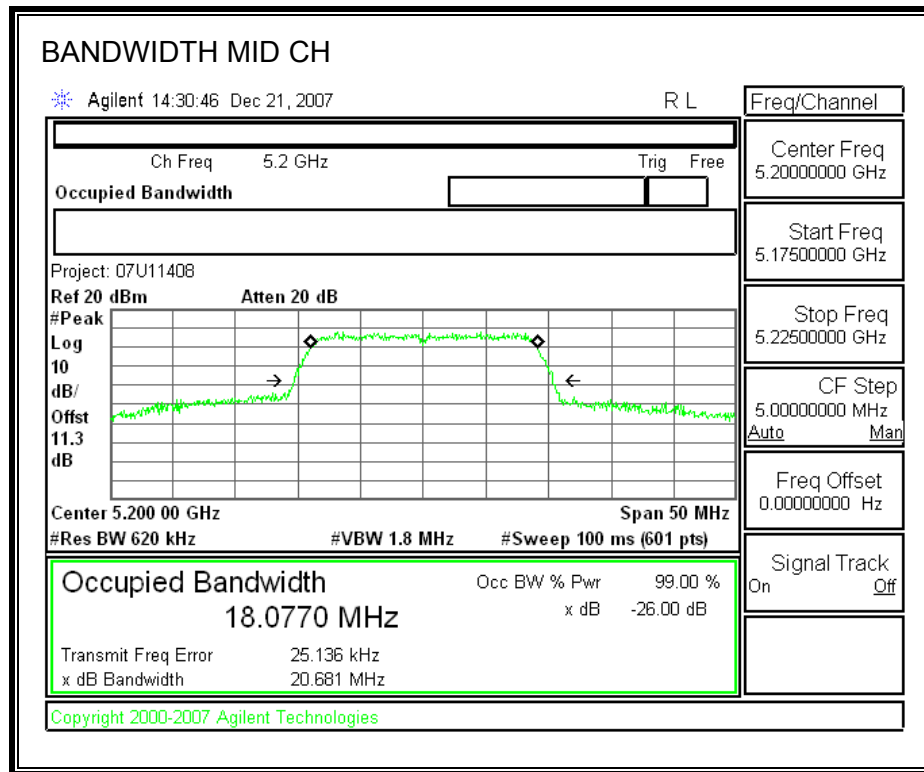 BANDWIDTH MID CH
Agilent 14:30:46 Dec 21, 2007 R L
Freq/Channel
Ch Freq 5.2 GHz Trig Free
Occupied Bandwidth
Center Freq
5.20000000 GHz
Start Freq
5.17500000 GHz
Stop Freq
5.22500000 GHz
CF Step
5.00000000 MHz
Auto Man
Freq Offset
0.00000000 Hz
Signal Track
On Off
Project: 07U11408
Ref 20 dBm Atten 20 dB
#Peak
Log
10
dB/
Offst
11.3
dB
Center 5.200 00 GHz Span 50 MHz
#Res BW 620 kHz #VBW 1.8 MHz #Sweep 100 ms (601 pts)
Occupied Bandwidth Occ BW % Pwr 99.00 %
18.0770 MHz x dB -26.00 dB
Transmit Freq Error 25.136 kHz
x dB Bandwidth 20.681 MHz
Copyright 2000-2007 Agilent Technologies